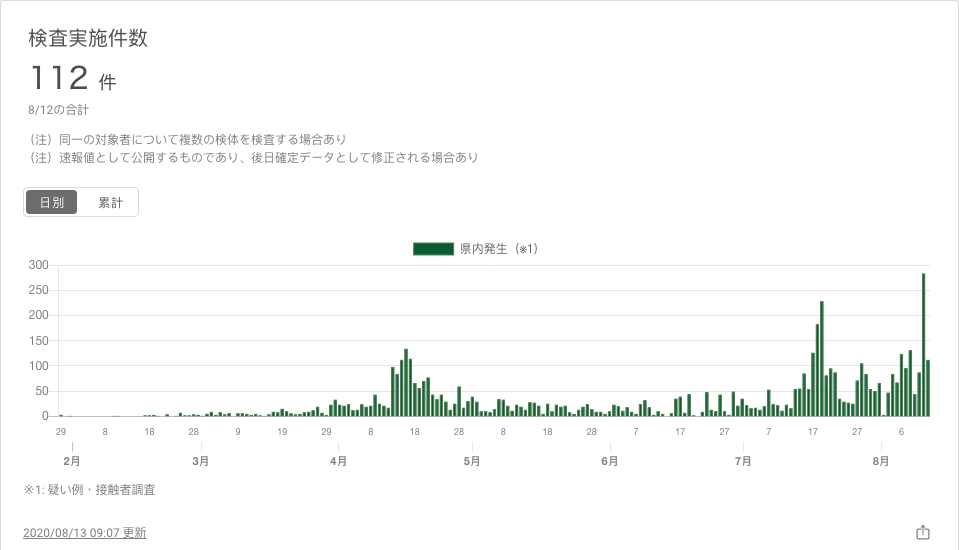 検査実施件数
112 件
8/12の合計
（注）同一の対象者について複数の検体を検査する場合あり
（注）速報値として公開するものであり、後日確定データとして修正される場合あり
日別 累計
県内発生（※1）
300
250
200
150
100
50
0
29 8 18 28 9 19 29 8 18 28 8 18 28 7 17 27 7 17 27 6
2月 3月 4月 5月 6月 7月 8月
※1: 疑い例・接触者調査
2020/08/13 09:07 更新